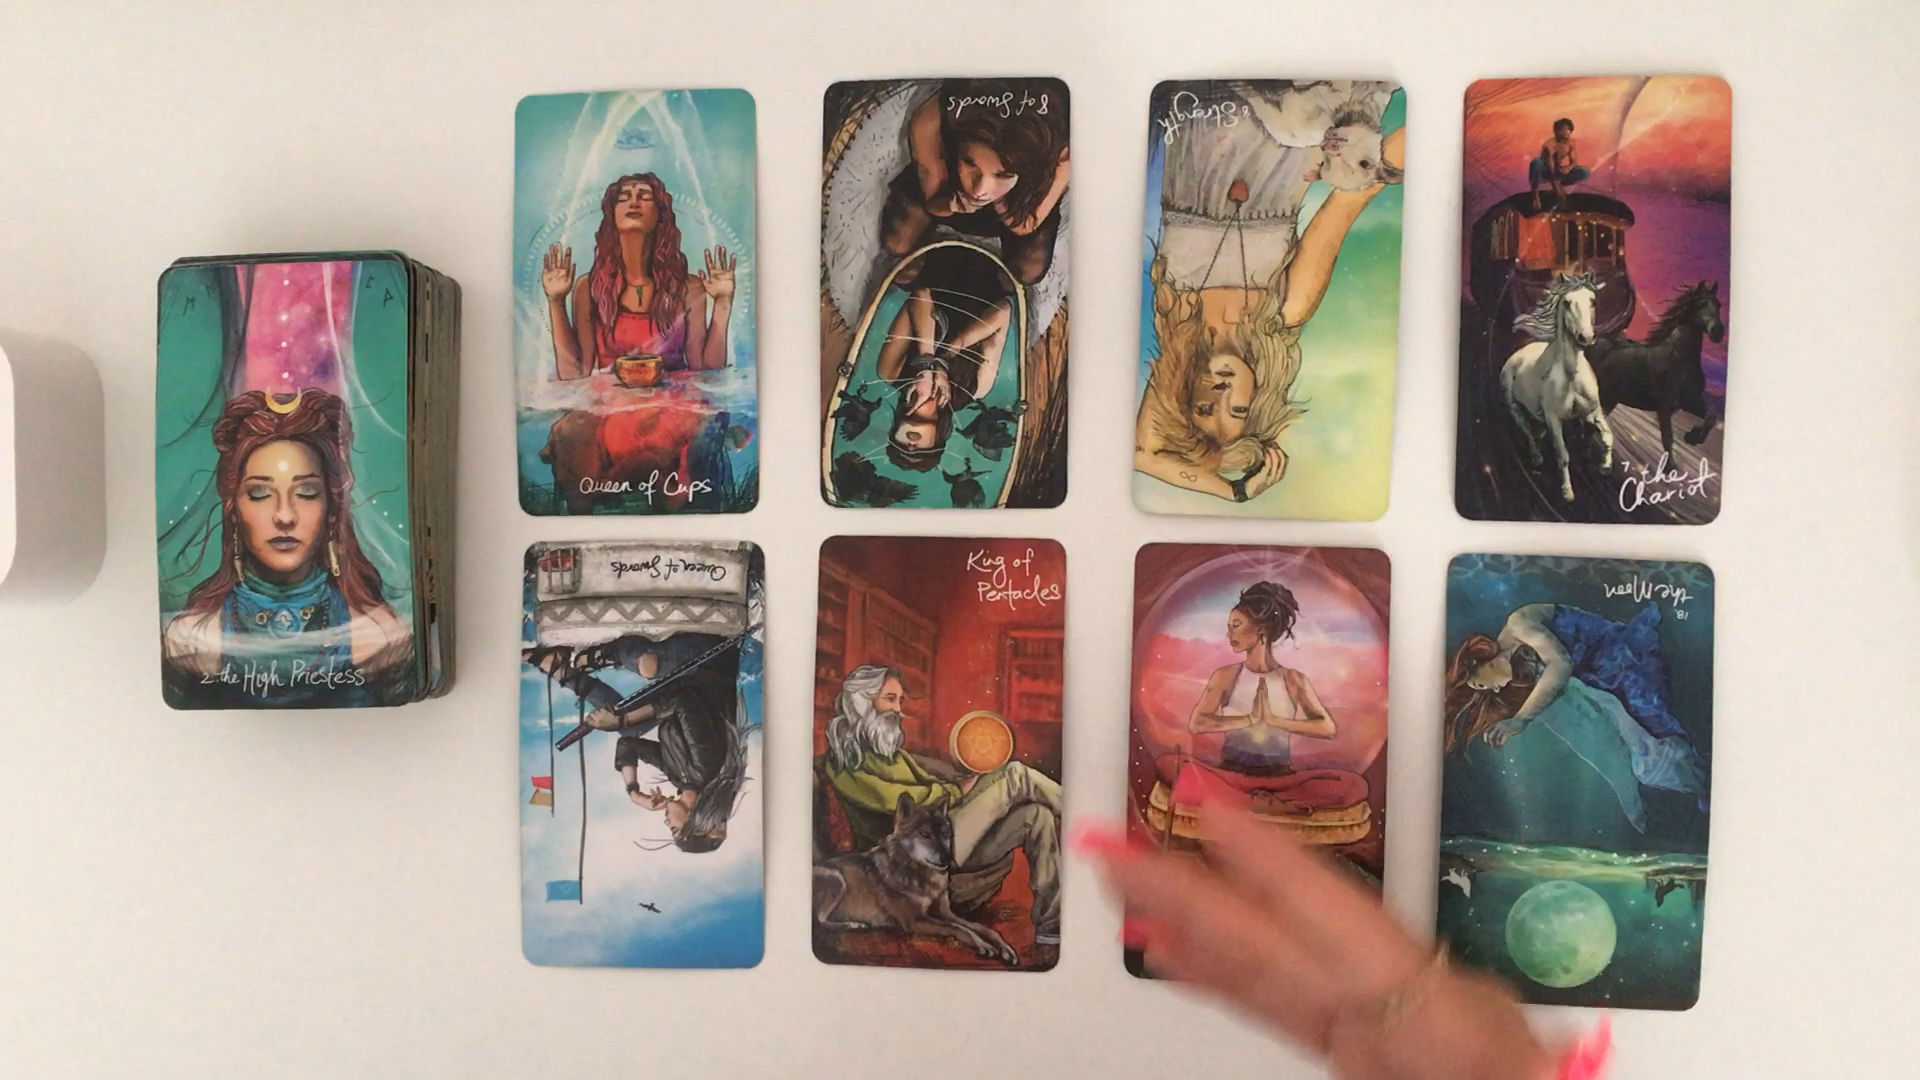 2. the High Priestess
Queen of Cups
8 of Swords
8. Strength
7. the
Chariot
Queen of Swords
King of
Pentacles
18.
the Moon